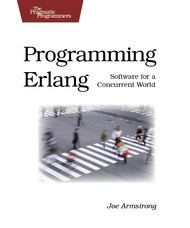 The
Pragmatic
Programmers
Programming
Erlang
Software for a
Concurrent World
Joe Armstrong